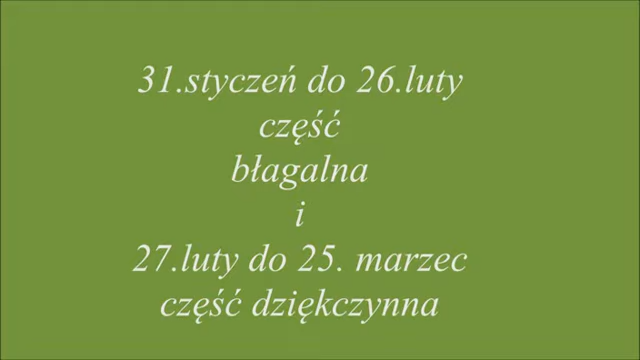 31.styczeń do 26.luty
część
błagalna
i
27.luty do 25. marzec
część dziękczynna